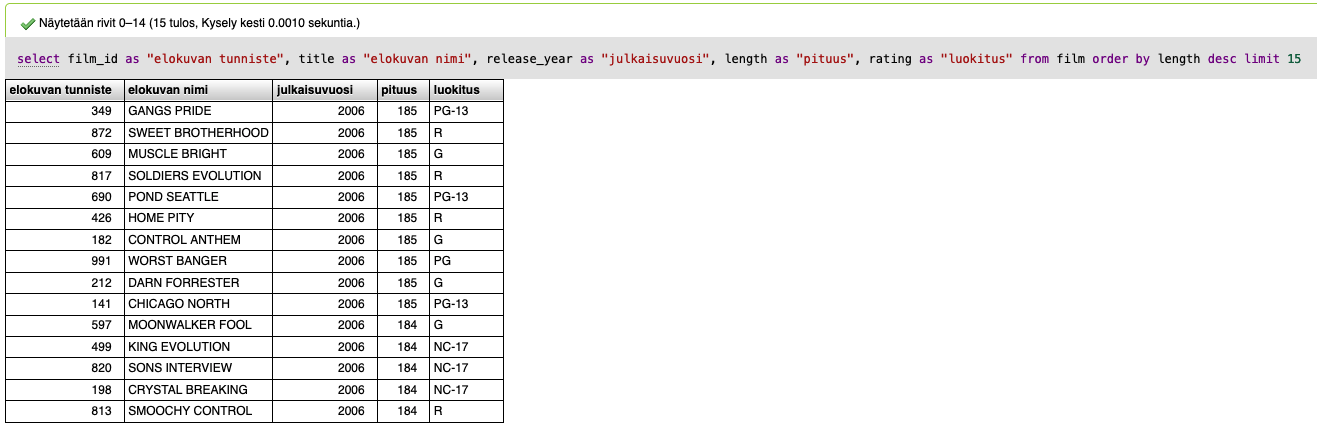 Näytetään rivit 0–14 (15 tulos, Kysely kesti 0.0010 sekuntia.)
select film_id as "elokuvan tunniste", title as "elokuvan nimi", release_year as "julkaisuvuosi", length as "pituus", rating as "luokitus" from film order by length desc limit 15
elokuvan tunniste elokuvan nimi julkaisuvuosi pituus luokitus
349 GANGS PRIDE 2006 185 PG-13
872 SWEET BROTHERHOOD 2006 185 R
609 MUSCLE BRIGHT 2006 185 G
817 SOLDIERS EVOLUTION 2006 185 R
690 POND SEATTLE 2006 185 PG-13
426 HOME PITY 2006 185 R
182 CONTROL ANTHEM 2006 185 G
991 WORST BANGER 2006 185 PG
212 DARN FORRESTER 2006 185 G
141 CHICAGO NORTH 2006 185 PG-13
597 MOONWALKER FOOL 2006 184 G
499 KING EVOLUTION 2006 184 NC-17
820 SONS INTERVIEW 2006 184 NC-17
198 CRYSTAL BREAKING 2006 184 NC-17
813 SMOOCHY CONTROL 2006 184 R